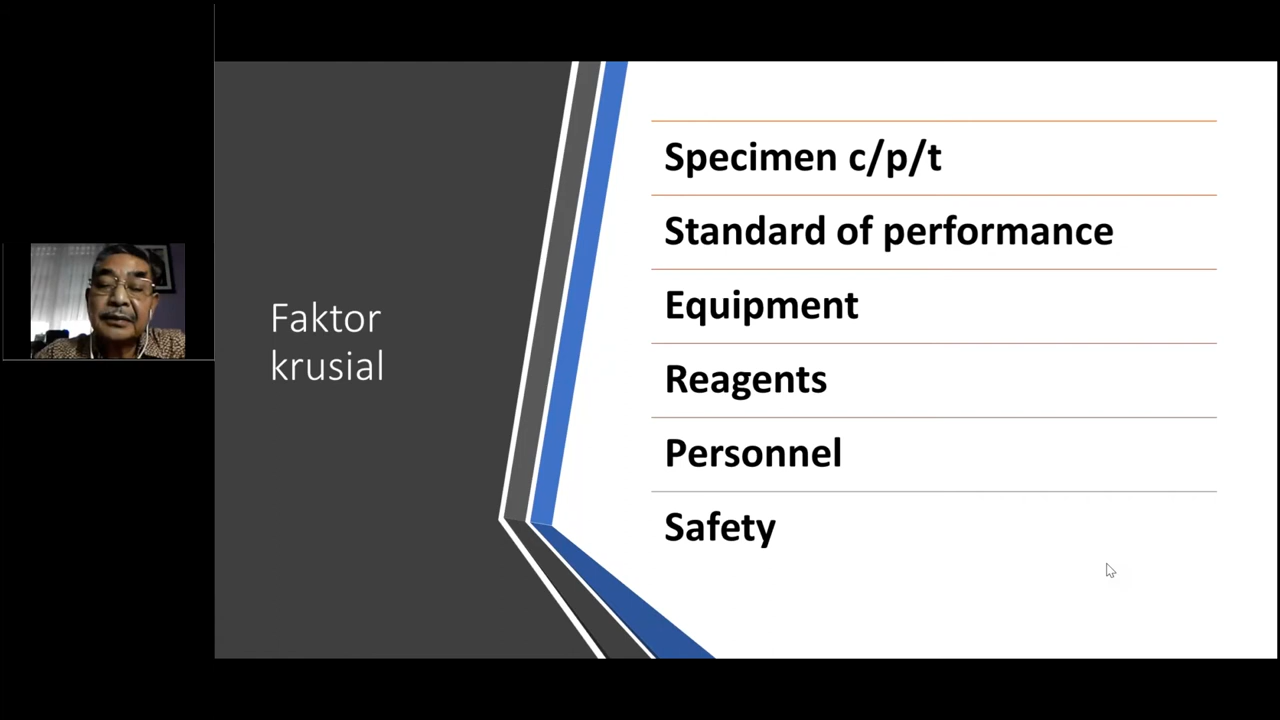 Faktor
krusial
Specimen c/p/t
Standard of performance
Equipment
Reagents
Personnel
Safety